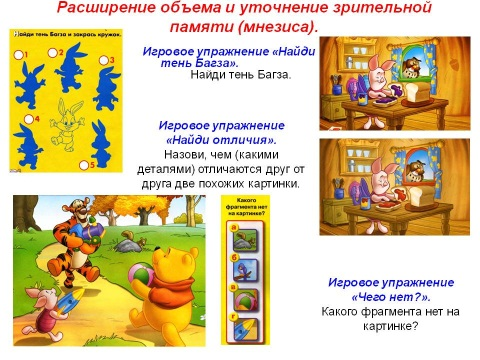 Расширение объема и уточнение зрительной
памяти (мнезиса).
Найди тень Багза и закрась кружок.
1
2
3
4
5
Игровое упражнение «Найди
тень Багза».
Найди тень Багза.
Игровое упражнение
«Найди отличия».
Назови, чем (какими
деталями) отличаются друг от
друга две похожих картинки.
Какого
фрагмента нет
на картинке?
а
б
в
г
Игровое упражнение
«Чего нет?».
Какого фрагмента нет на
картинке?